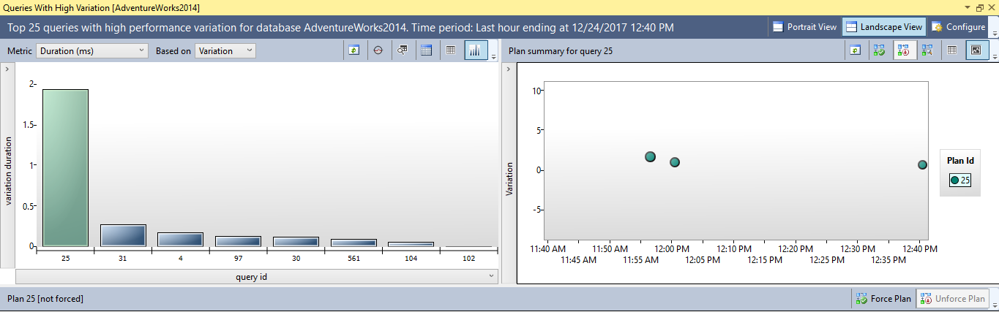 Queries With High Variation [AdventureWorks2014]
Top 25 queries with high performance variation for database AdventureWorks2014. Time period: Last hour ending at 12/24/2017 12:40 PM
Portrait View
Landscape View
Configure
Metric
Duration (ms)
Based on
Variation
variation duration
2
1.5
1
0.5
0
25 31 4 97 30 561 104 102
query id
Plan summary for query 25
Variation
10
5
0
-5
11:40 AM 11:50 AM 12:00 PM 12:10 PM 12:20 PM 12:30 PM 12:40 PM
11:45 AM 11:55 AM 12:05 PM 12:15 PM 12:25 PM 12:35 PM
Plan Id
25
Plan 25 [not forced]
Force Plan
Unforce Plan